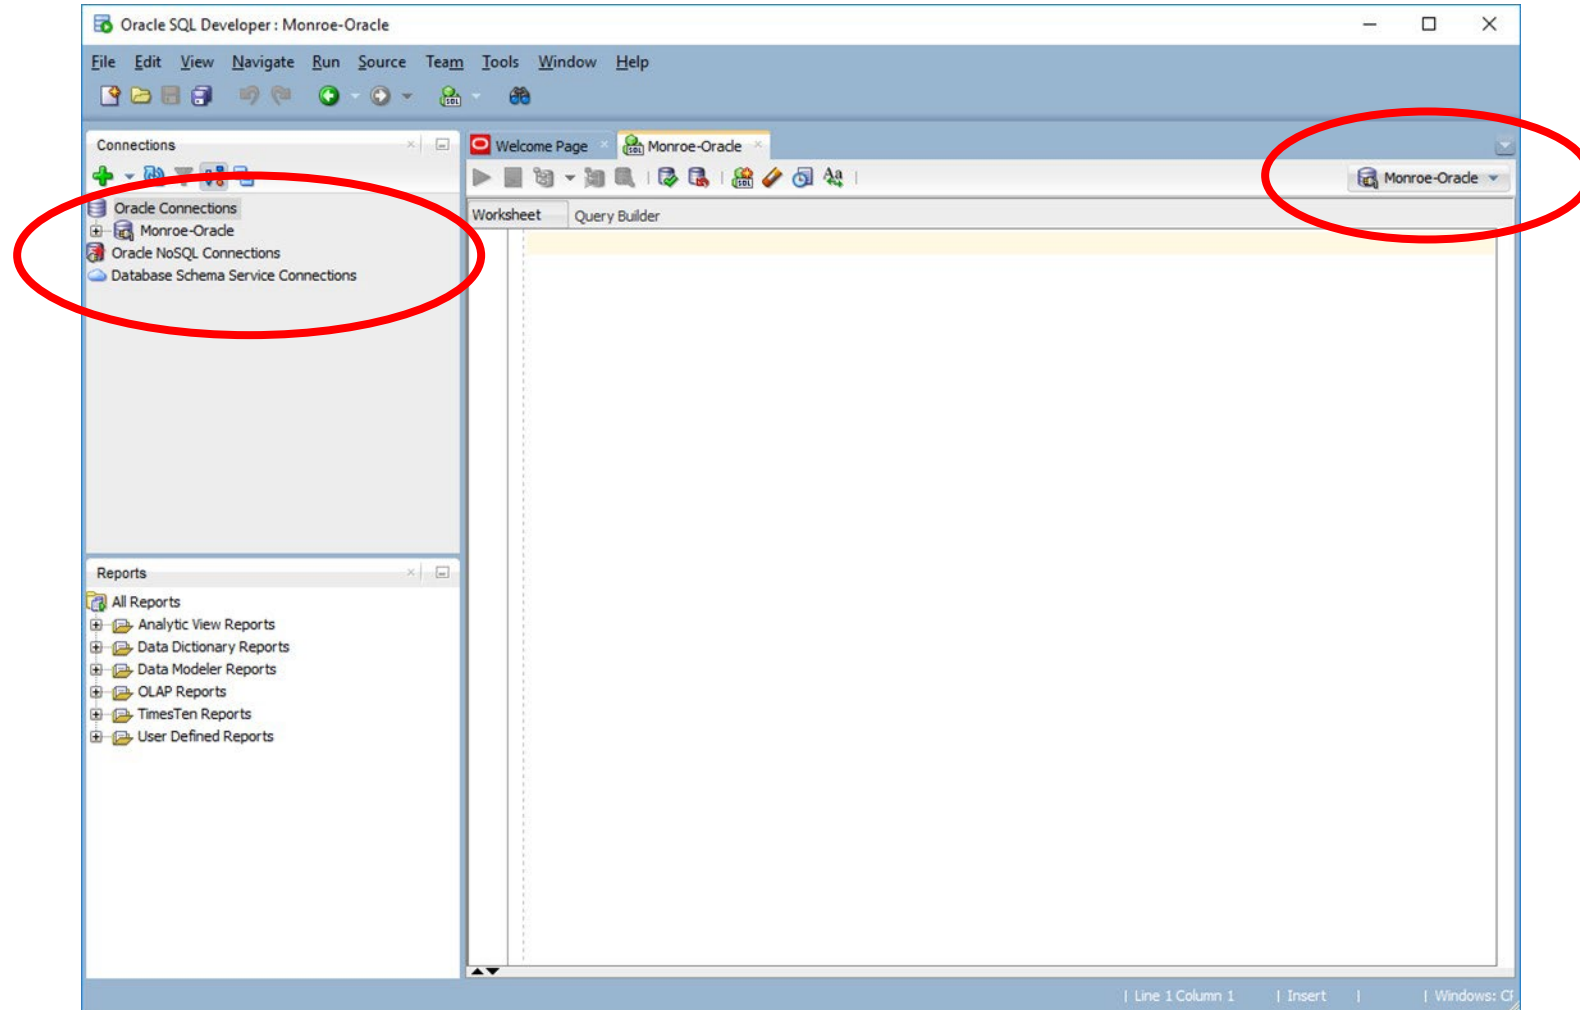 Oracle SQL Developer : Monroe-Oracle
File Edit View Navigate Run Source Team Tools Window Help
Connections
Welcome Page
Monroe-Oracle
Monroe-Oracle
Oracle Connections
Monroe-Oracle
Oracle NoSQL Connections
Database Schema Service Connections
Worksheet
Query Builder
Reports
All Reports
Analytic View Reports
Data Dictionary Reports
Data Modeler Reports
OLAP Reports
TimesTen Reports
User Defined Reports
| Line 1 Column 1 | Insert | | Windows: CF